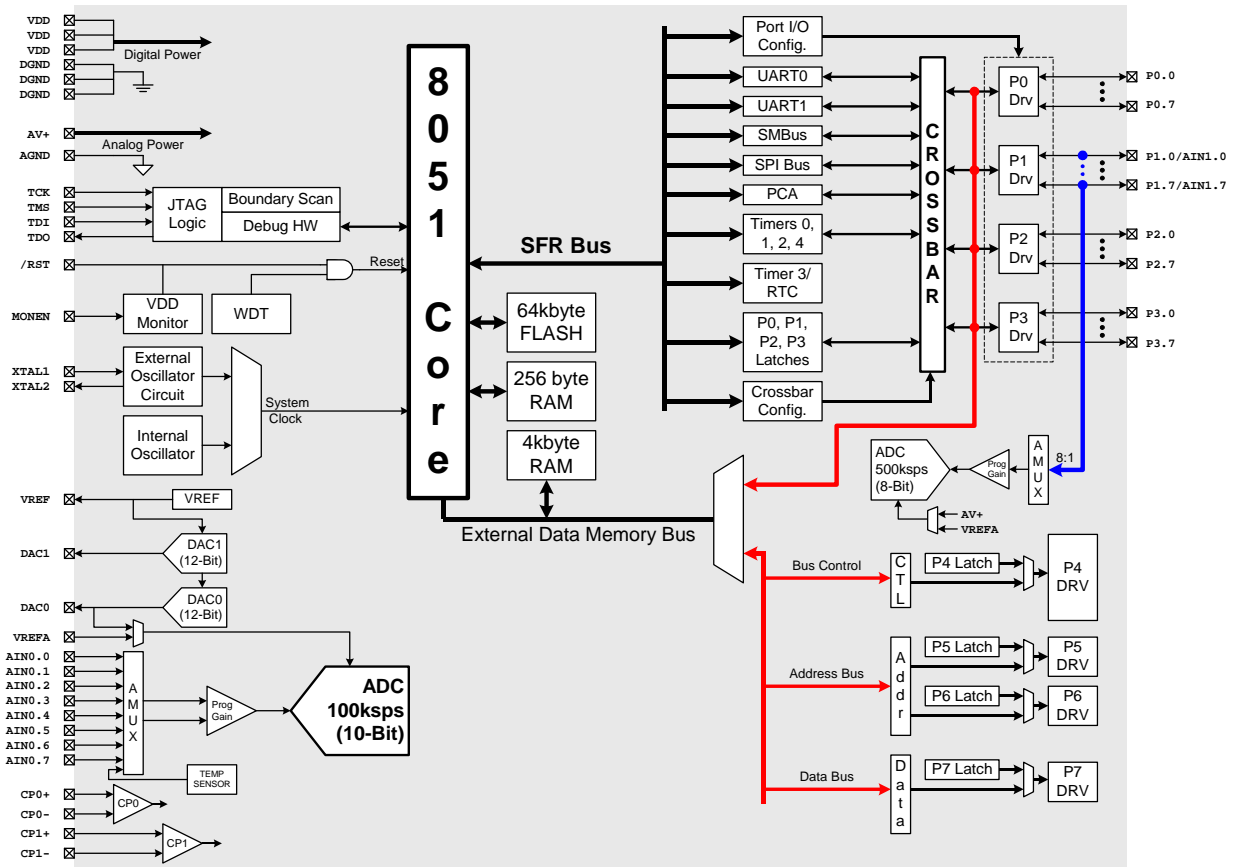 VDD
VDD
VDD
Digital Power
DGND
DGND
DGND
AV+
Analog Power
AGND
TCK
TMS
TDI
TDO
JTAG
Logic
Boundary Scan
Debug HW
/RST
Reset
MONEN
VDD
Monitor
WDT
XTAL1
XTAL2
External
Oscillator
Circuit
Internal
Oscillator
System
Clock
VREF
VREF
DAC1
DAC1
(12-Bit)
DAC0
DAC0
(12-Bit)
VREFA
AIN0.0
AIN0.1
AIN0.2
AIN0.3
AIN0.4
AIN0.5
AIN0.6
AIN0.7
AMUX
Prog
Gain
ADC
100ksps
(10-Bit)
TEMP
SENSOR
CP0+
CP0-
CP0
CP1+
CP1-
CP1
8051 Core
SFR Bus
64kbyte
FLASH
256 byte
RAM
4kbyte
RAM
External Data Memory Bus
Port I/O
Config.
UART0
UART1
SMBus
SPI Bus
PCA
Timers 0,
1, 2, 4
Timer 3/
RTC
P0, P1,
P2, P3
Latches
Crossbar
Config.
CROSSBAR
P0
Drv
P1
Drv
P2
Drv
P3
Drv
P0.0
P0.7
P1.0/AIN1.0
P1.7/AIN1.7
P2.0
P2.7
P3.0
P3.7
ADC
500ksps
(8-Bit)
Prog
Gain
AMUX
8:1
AV+
VREFA
Bus Control
CTL
P4 Latch
P4
DRV
Address Bus
Addr
P5 Latch
P5
DRV
P6 Latch
P6
DRV
Data Bus
Data
P7 Latch
P7
DRV